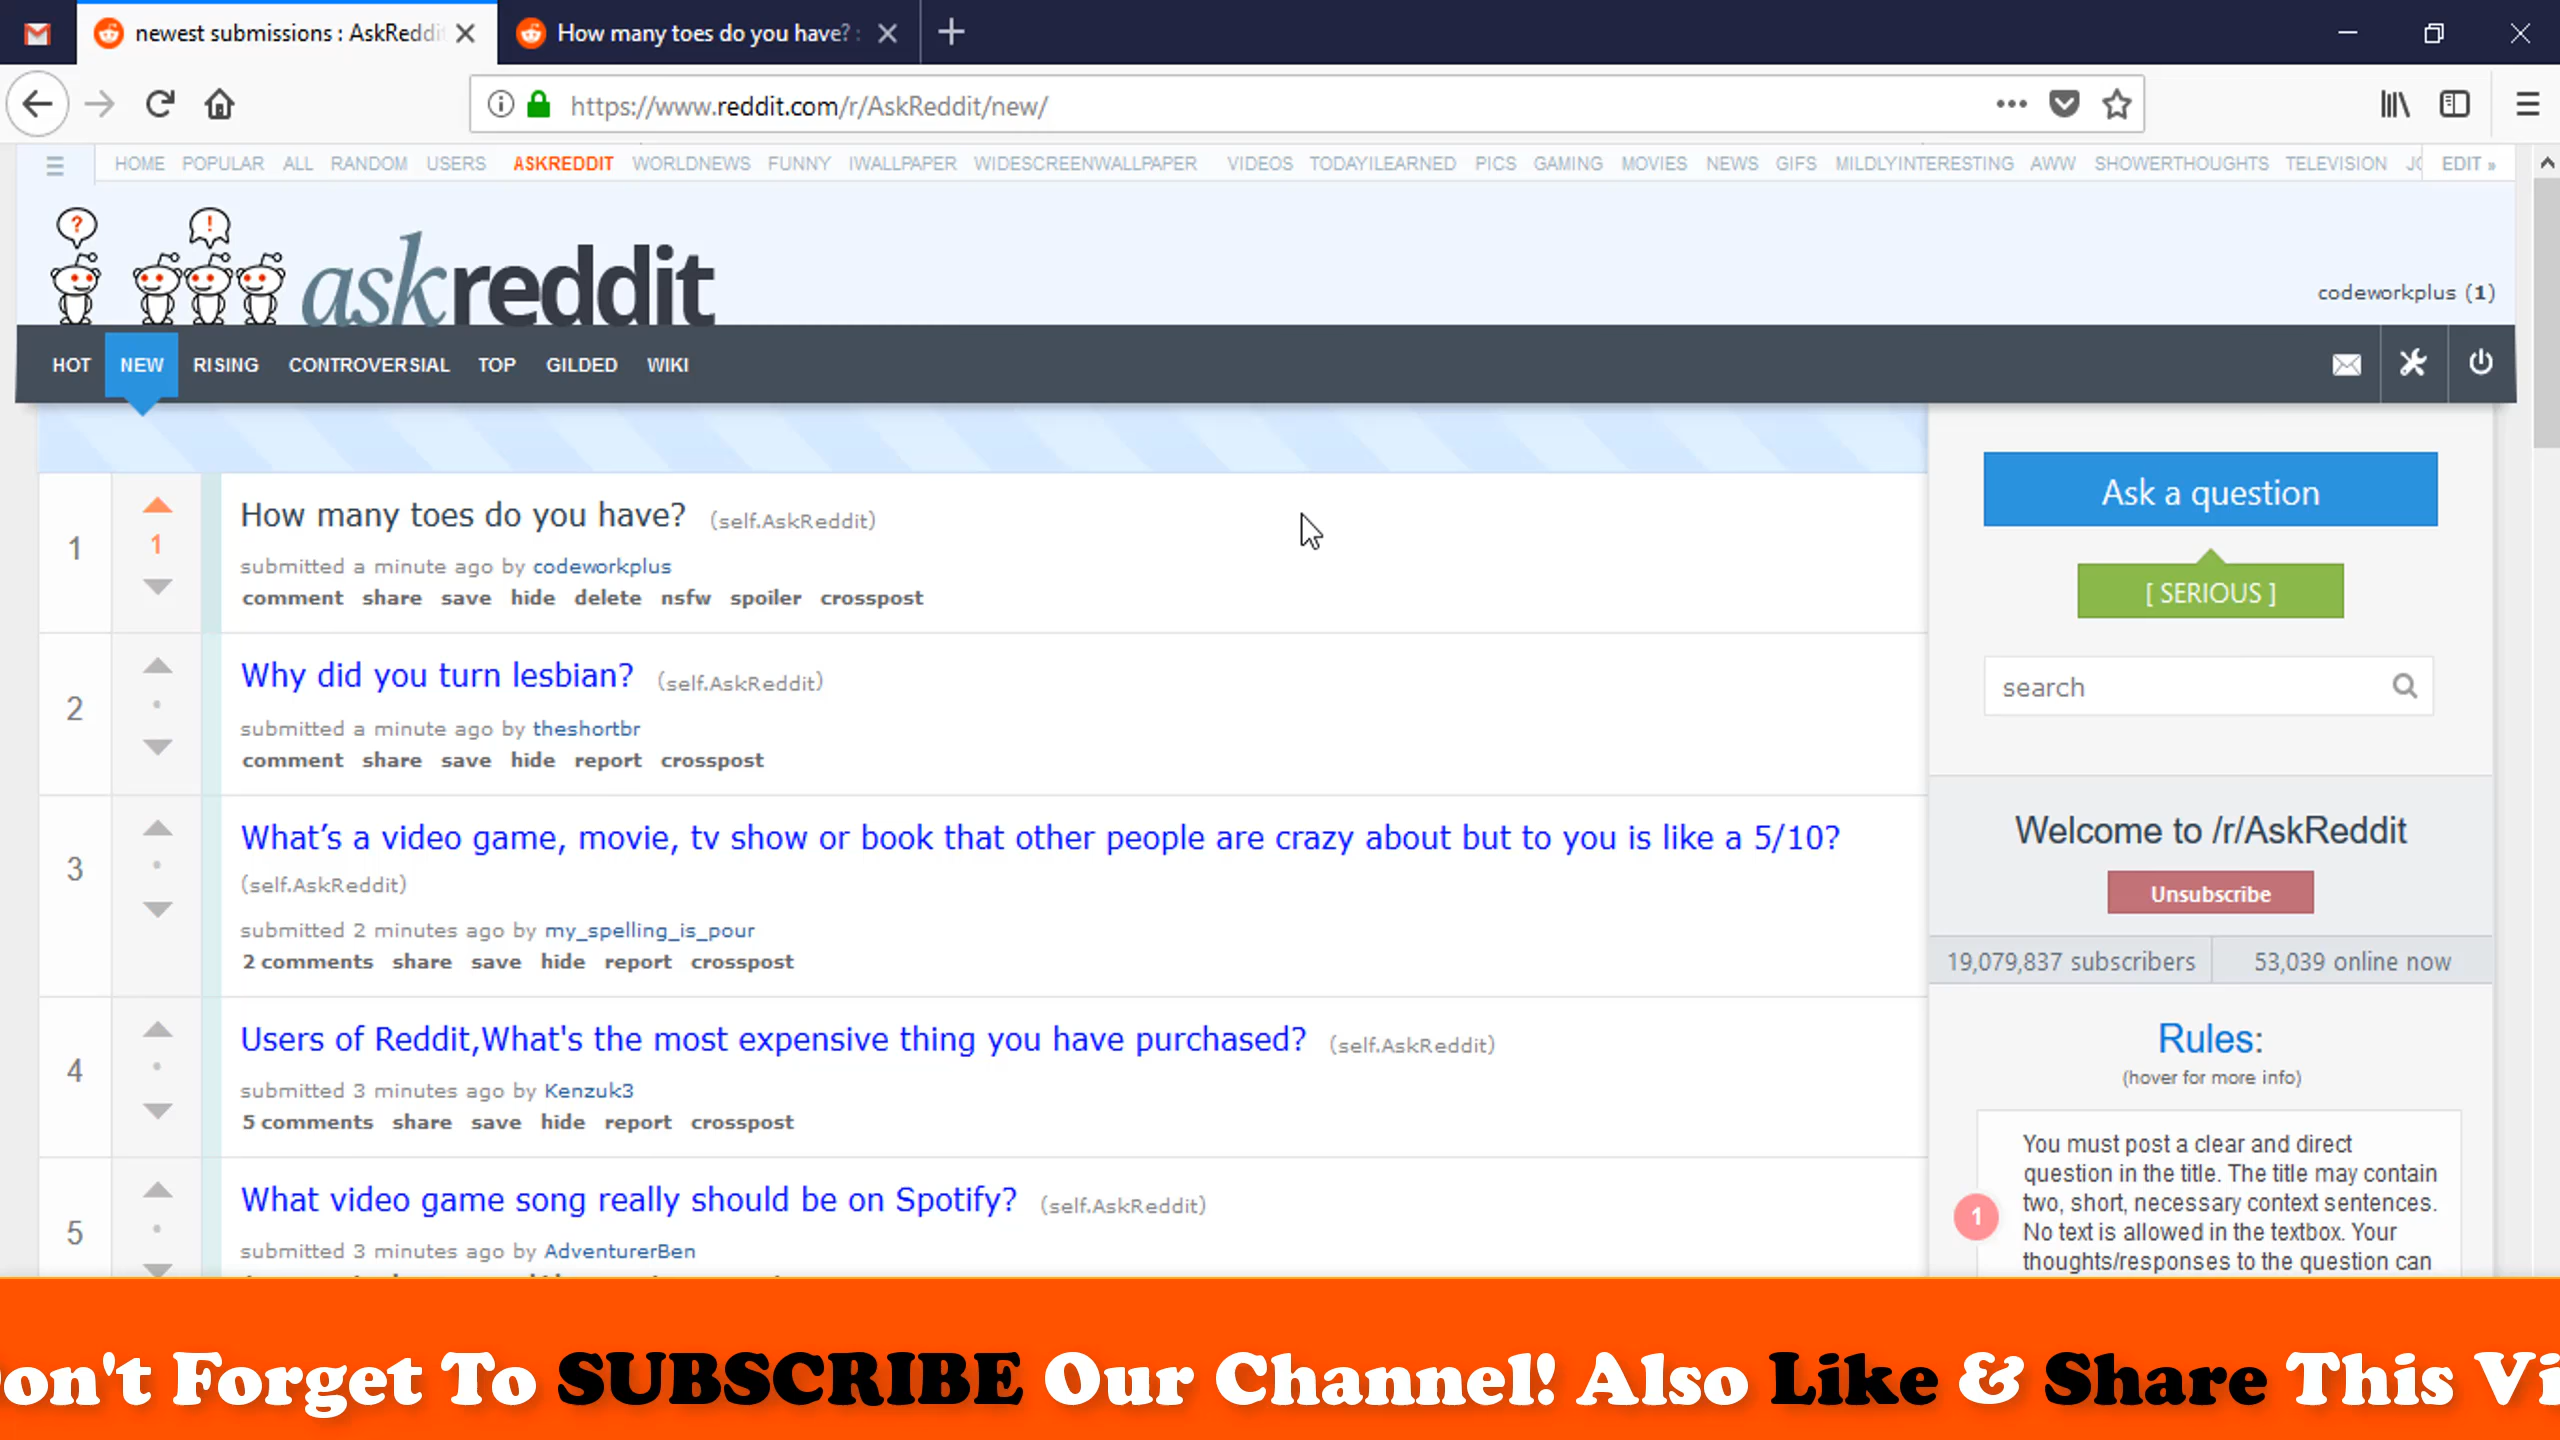 newest submissions : AskReddi
How many toes do you have? :
https://www.reddit.com/r/AskReddit/new/
HOME POPULAR ALL RANDOM USERS ASKREDDIT WORLDNEWS FUNNY IWALLPAPER WIDESCREENWALLPAPER VIDEOS TODAYILEARNED PICS GAMING MOVIES NEWS GIFS MILDLYINTERESTING AWW SHOWERTHOUGHTS TELEVISION EDIT »
? !
askreddit
codeworkplus (1)
HOT NEW RISING CONTROVERSIAL TOP GILDED WIKI
1
1
How many toes do you have? (self.AskReddit)
submitted a minute ago by codeworkplus
comment share save hide delete nsfw spoiler crosspost
2
Why did you turn lesbian? (self.AskReddit)
submitted a minute ago by theshortbr
comment share save hide report crosspost
3
What's a video game, movie, tv show or book that other people are crazy about but to you is like a 5/10?
(self.AskReddit)
submitted 2 minutes ago by my_spelling_is_pour
2 comments share save hide report crosspost
4
Users of Reddit,What's the most expensive thing you have purchased? (self.AskReddit)
submitted 3 minutes ago by Kenzuk3
5 comments share save hide report crosspost
5
What video game song really should be on Spotify? (self.AskReddit)
submitted 3 minutes ago by AdventurerBen
Ask a question
[ SERIOUS ]
search
Welcome to /r/AskReddit
Unsubscribe
19,079,837 subscribers 53,039 online now
Rules:
(hover for more info)
1
You must post a clear and direct
question in the title. The title may contain
two, short, necessary context sentences.
No text is allowed in the textbox. Your
thoughts/responses to the question can
on't Forget To SUBSCRIBE Our Channel! Also Like & Share This Vi